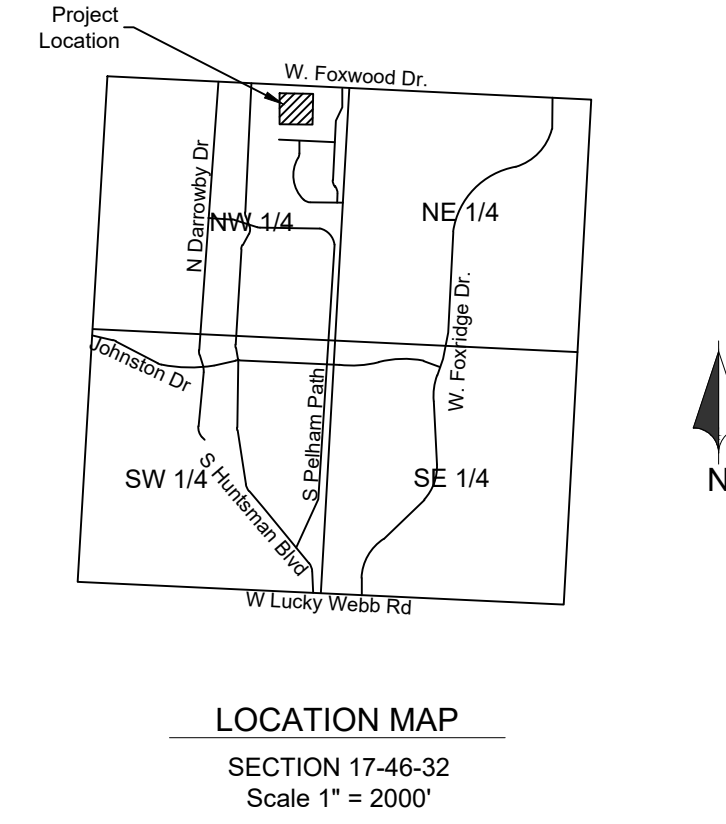 Project
Location
W. Foxwood Dr.
N Darrowby Dr
NW 1/4
NE 1/4
W. Foxridge Dr.
Johnston Dr
S Pelham Path
SW 1/4
S Huntsman Blvd
SE 1/4
W Lucky Webb Rd
N
LOCATION MAP
SECTION 17-46-32
Scale 1" = 2000'